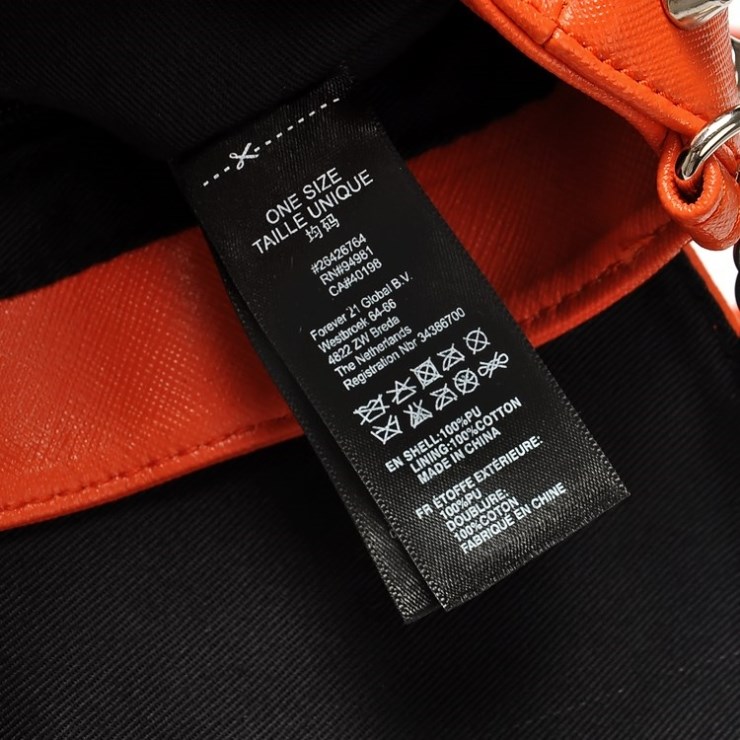 ONE SIZE
TAILLE UNIQUE
均码
#26426764
RN#94981
CA#40198
Forever 21 Global B.V.
Westbroek 64-66
4822 ZW Breda
The Netherlands
Registration Nbr 34386700
EN SHELL:100%PU
LINING:100%COTTON
MADE IN CHINA
FR ÉTOFFE EXTÉRIEURE:
100%PU
DOUBLURE:
100%COTON
FABRIQUE EN CHINE